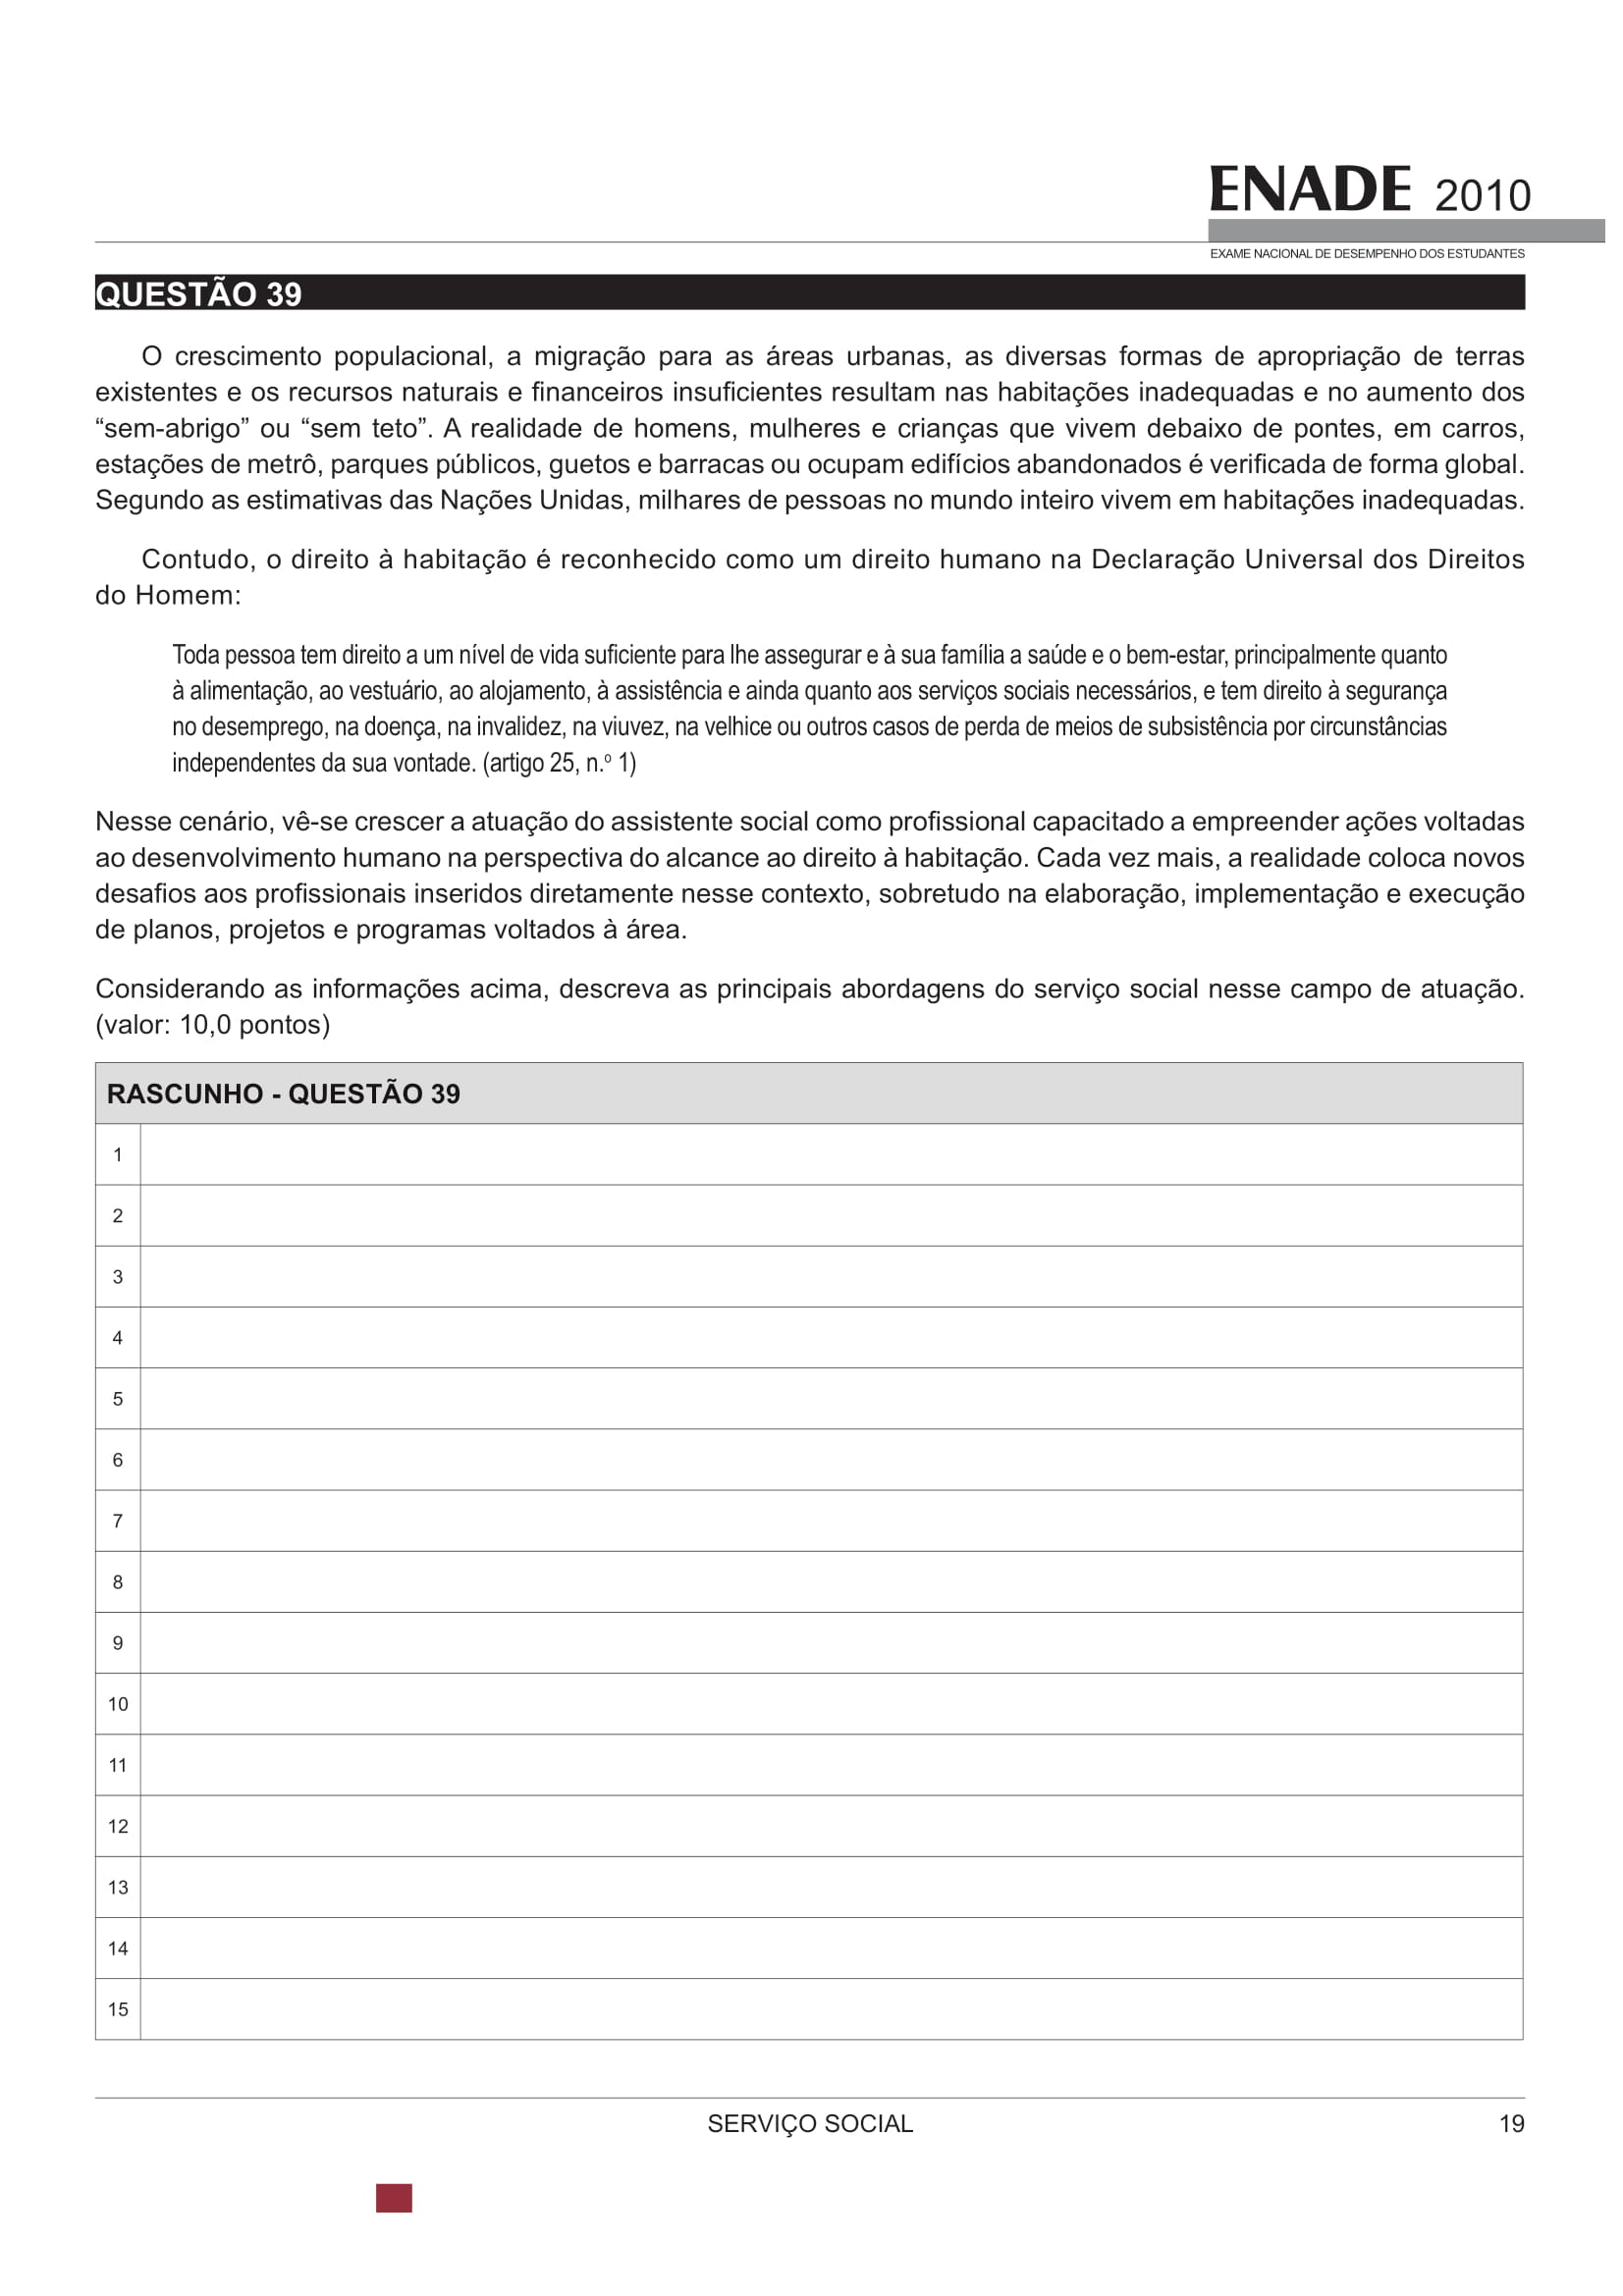 ENADE 2010
EXAME NACIONAL DE DESEMPENHO DOS ESTUDANTES
QUESTÃO 39
O crescimento populacional, a migração para as áreas urbanas, as diversas formas de apropriação de terras
existentes e os recursos naturais e financeiros insuficientes resultam nas habitações inadequadas e no aumento dos
“sem-abrigo” ou “sem teto”. A realidade de homens, mulheres e crianças que vivem debaixo de pontes, em carros,
estações de metrô, parques públicos, guetos e barracas ou ocupam edifícios abandonados é verificada de forma global.
Segundo as estimativas das Nações Unidas, milhares de pessoas no mundo inteiro vivem em habitações inadequadas.
Contudo, o direito à habitação é reconhecido como um direito humano na Declaração Universal dos Direitos
do Homem:
Toda pessoa tem direito a um nível de vida suficiente para lhe assegurar e à sua família a saúde e o bem-estar, principalmente quanto
à alimentação, ao vestuário, ao alojamento, à assistência e ainda quanto aos serviços sociais necessários, e tem direito à segurança
no desemprego, na doença, na invalidez, na viuvez, na velhice ou outros casos de perda de meios de subsistência por circunstâncias
independentes da sua vontade. (artigo 25, n.º 1)
Nesse cenário, vê-se crescer a atuação do assistente social como profissional capacitado a empreender ações voltadas
ao desenvolvimento humano na perspectiva do alcance ao direito à habitação. Cada vez mais, a realidade coloca novos
desafios aos profissionais inseridos diretamente nesse contexto, sobretudo na elaboração, implementação e execução
de planos, projetos e programas voltados à área.
Considerando as informações acima, descreva as principais abordagens do serviço social nesse campo de atuação.
(valor: 10,0 pontos)
RASCUNHO - QUESTÃO 39
1
2
3
4
5
6
7
8
9
10
11
12
13
14
15
SERVIÇO SOCIAL 19